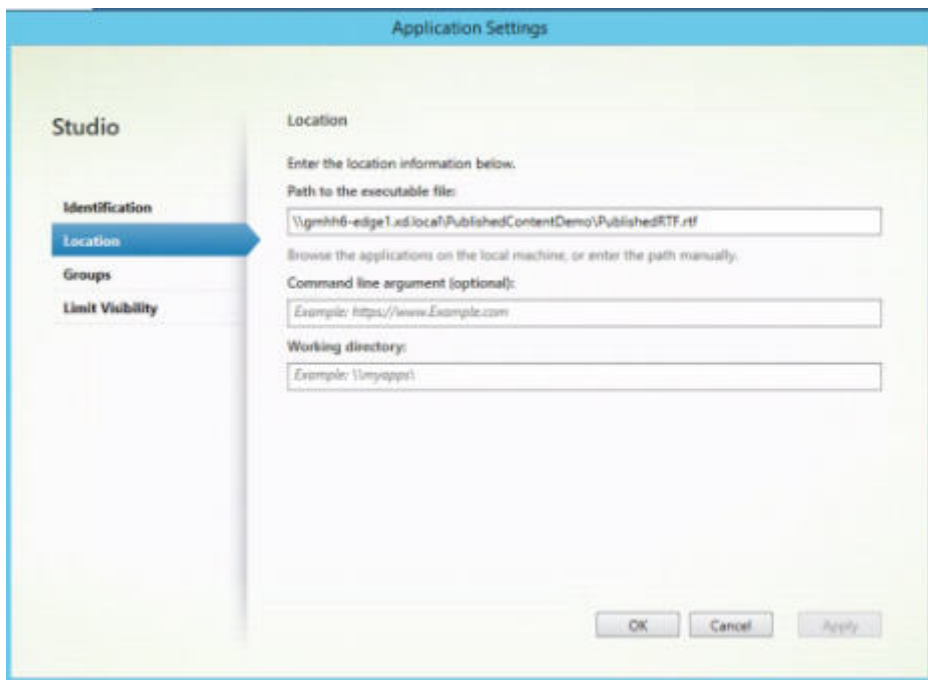 Application Settings
Studio
Identification
Location
Groups
Limit Visibility
Location
Enter the location information below.
Path to the executable file:
\\gmhh6-edge1.xd.local\PublishedContentDemo\PublishedRTF.rtf
Browse the applications on the local machine, or enter the path manually.
Command line argument (optional):
Example: https://www.Example.com
Working directory:
Example: \\myapps\
OK
Cancel
Apply